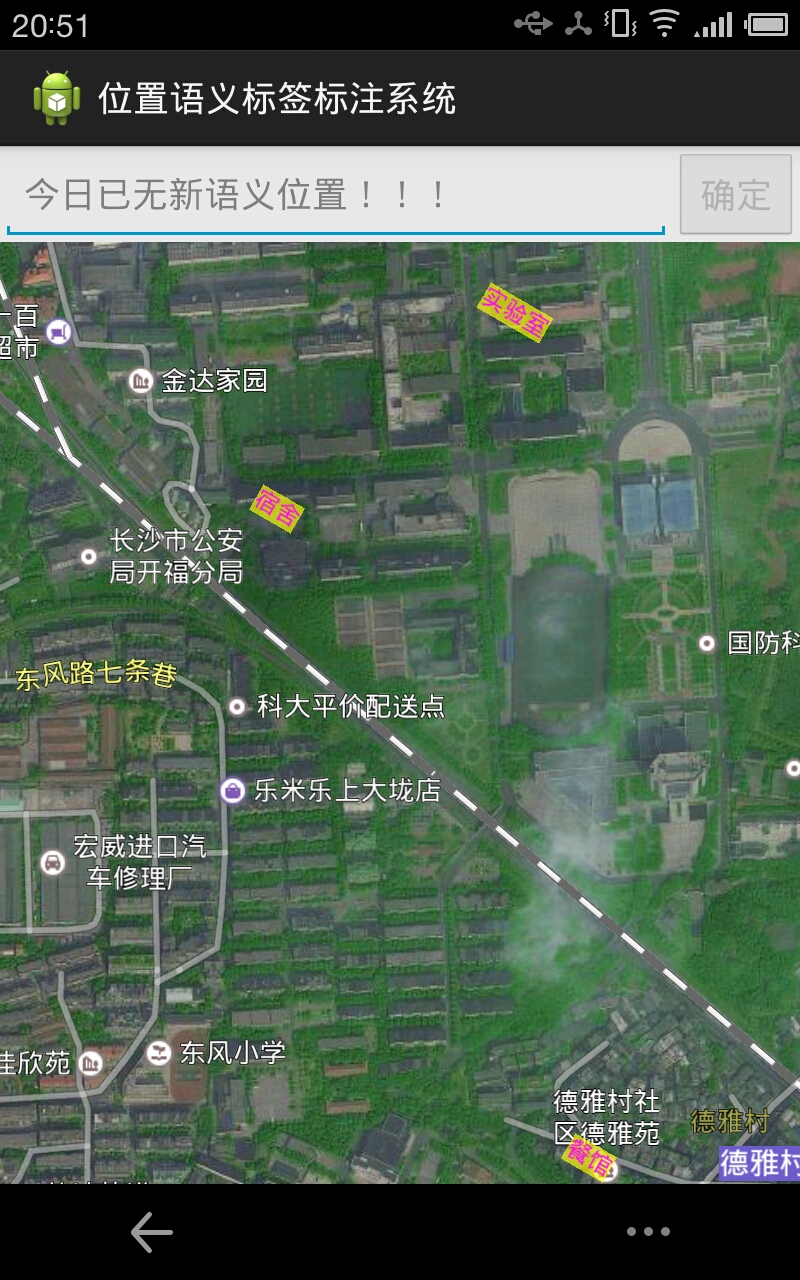 20:51
位置语义标签标注系统
今日已无新语义位置！！！
确定
实验室
百
超市
金达家园
宿舍
长沙市公安
局开福分局
国防科
东风路七条巷
科大平价配送点
乐米乐上大垅店
宏威进口汽
车修理厂
佳欣苑
东风小学
德雅村社
区德雅苑
德雅村
德雅村
餐馆